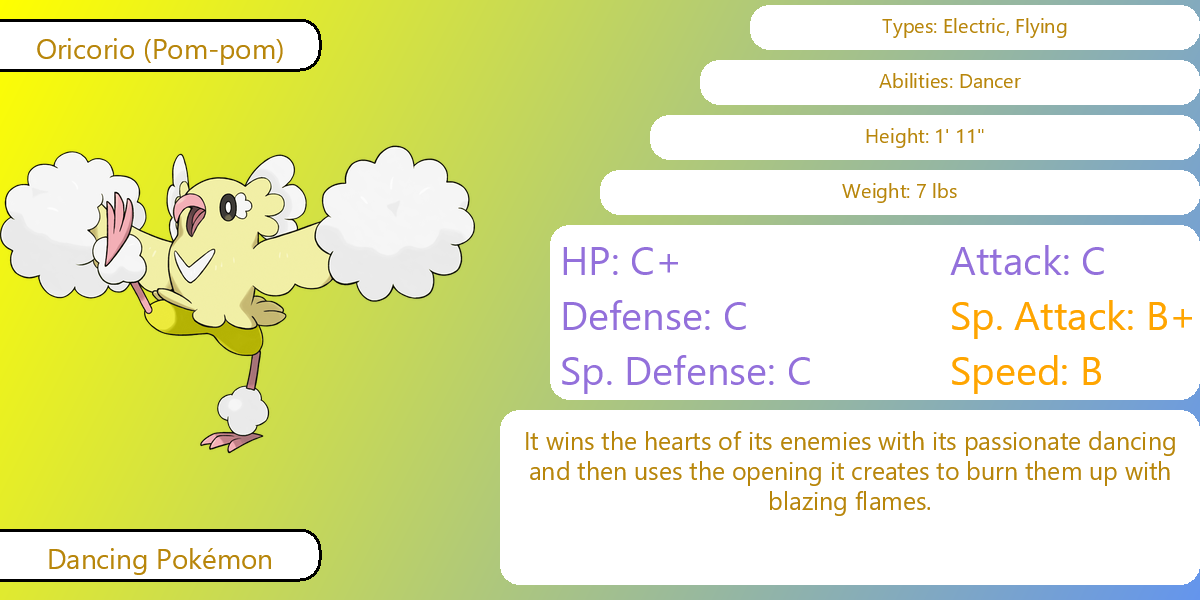 Oricorio (Pom-pom)
Types: Electric, Flying
Abilities: Dancer
Height: 1' 11"
Weight: 7 lbs
HP: C+
Attack: C
Defense: C
Sp. Attack: B+
Sp. Defense: C
Speed: B
It wins the hearts of its enemies with its passionate dancing
and then uses the opening it creates to burn them up with
blazing flames.
Dancing Pokémon